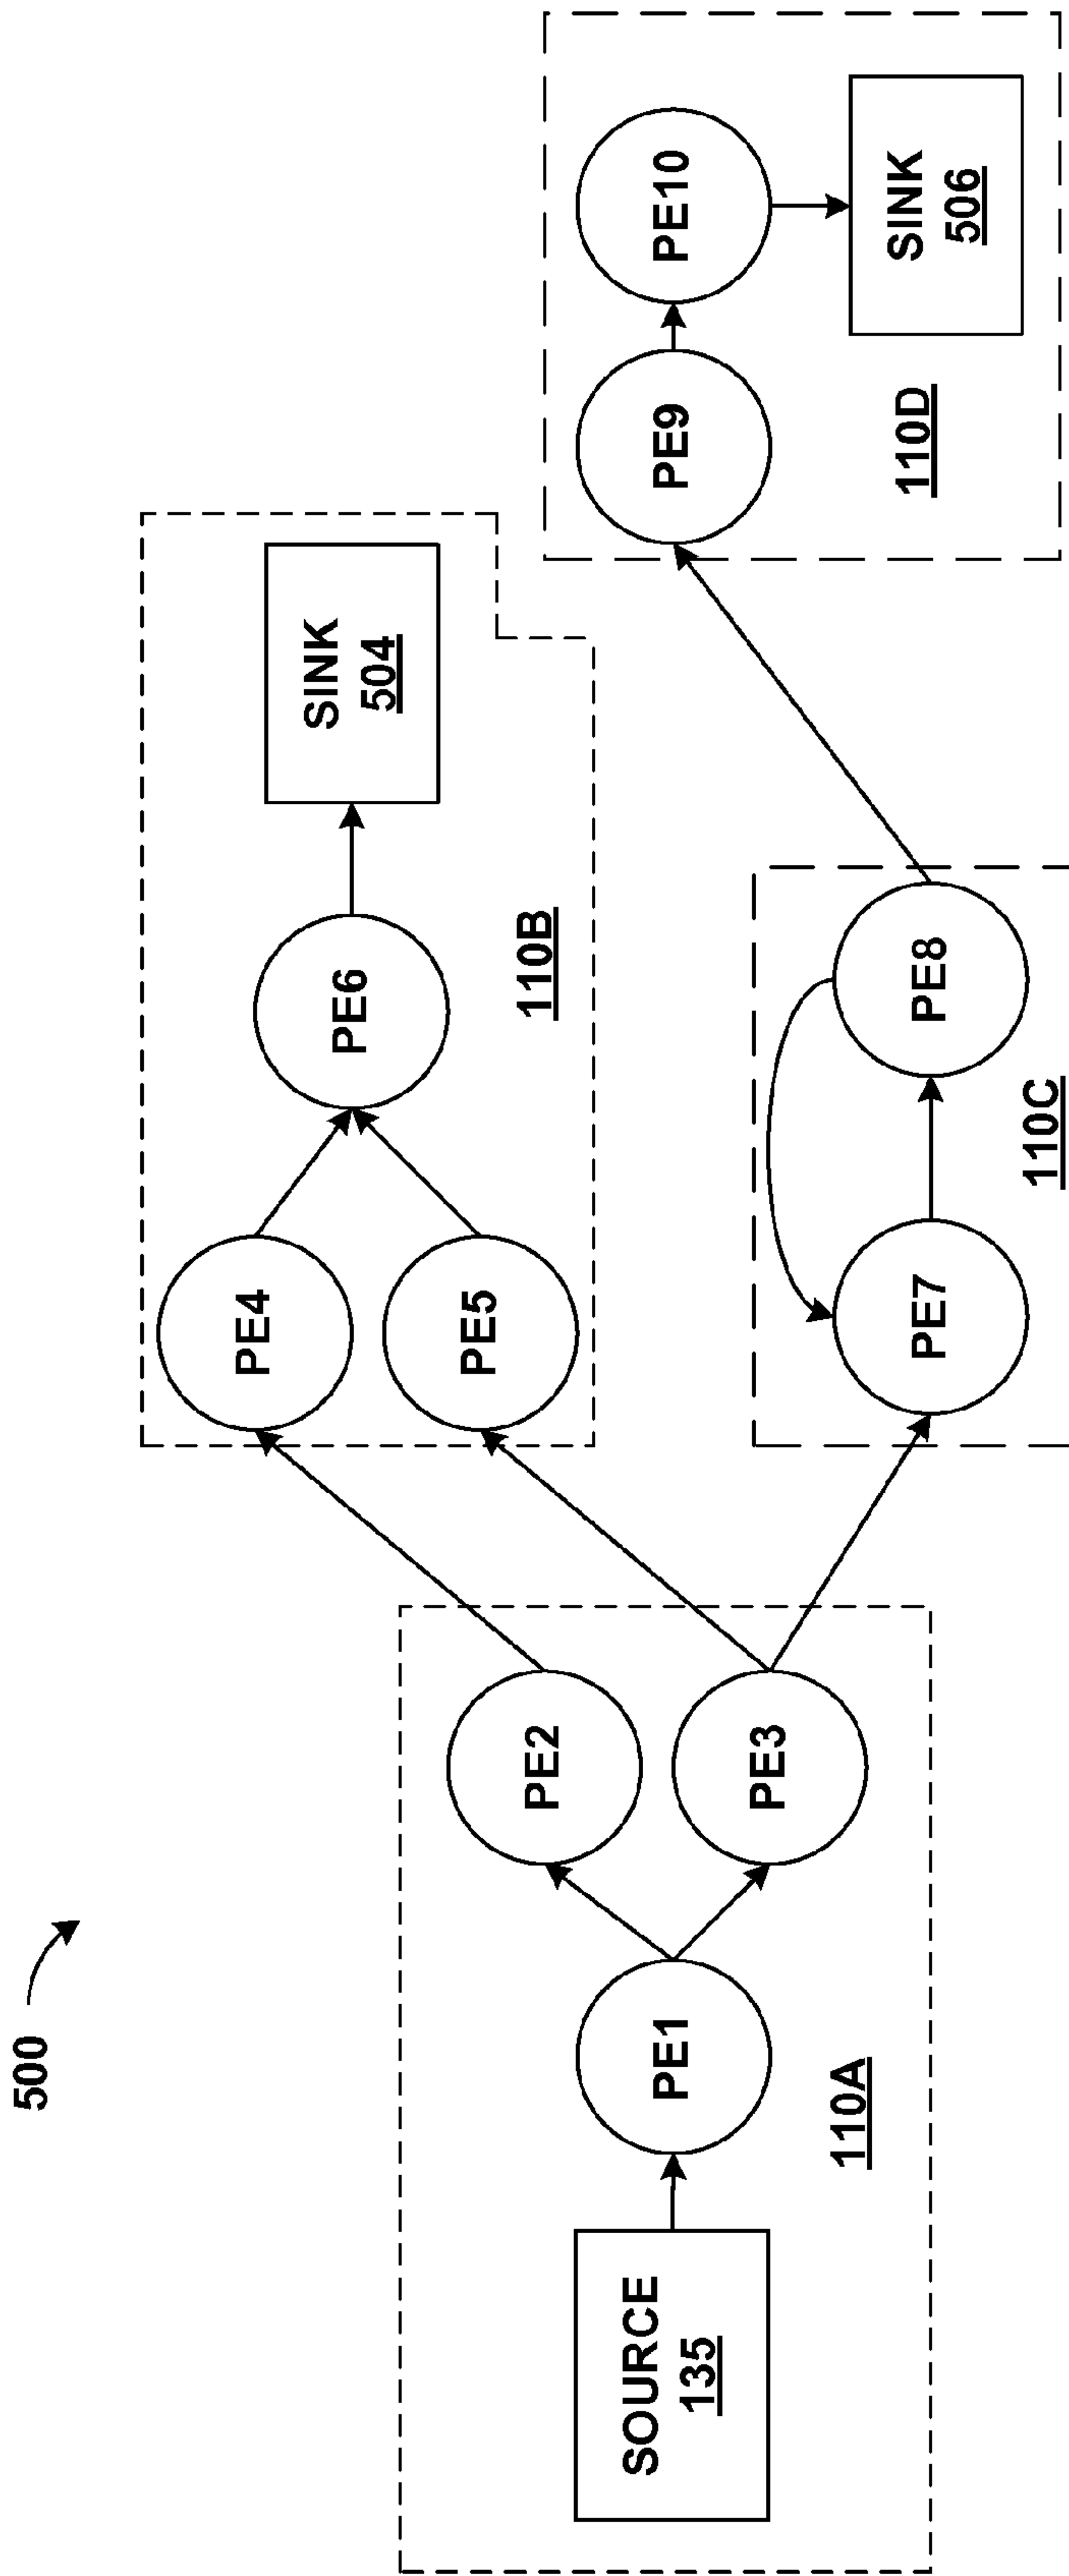 500
SOURCE
135
PE1
PE2
PE3
110A
PE4
PE5
PE6
SINK
504
110B
PE7
PE8
110C
PE9
PE10
SINK
506
110D